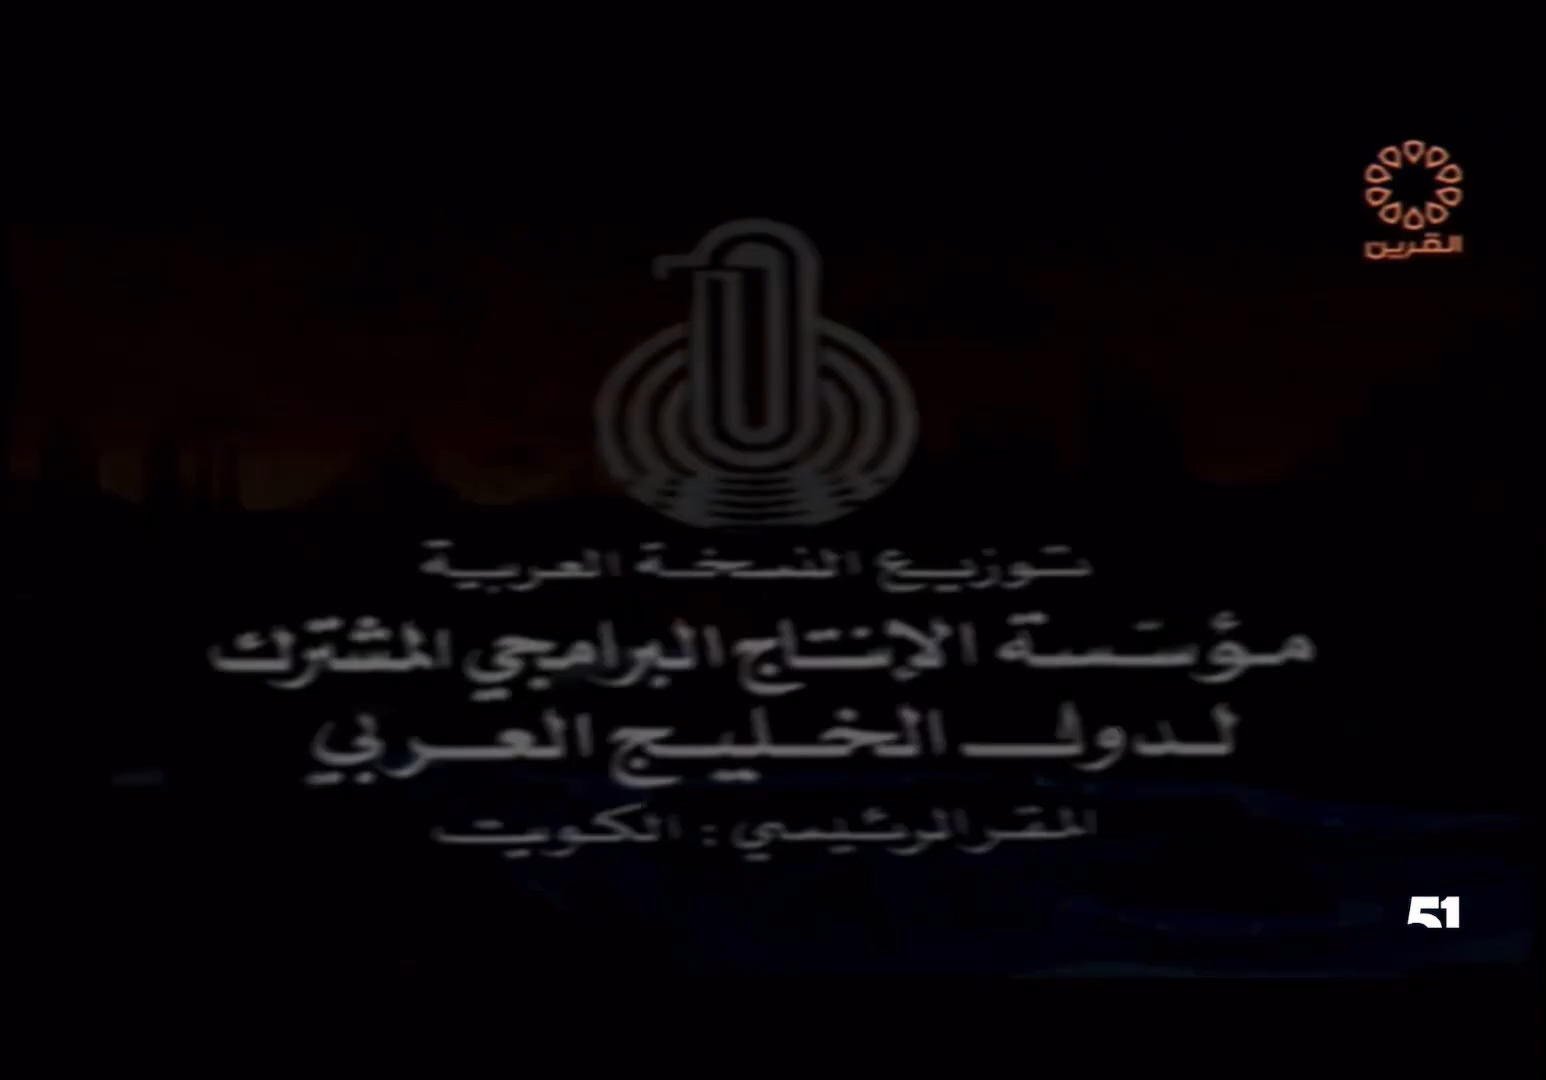 القرين
توزيع النسخة العربية
مؤسسة الإنتاج البرامجي المشترك
لدول الخليج العربي
المقر الرئيسي : الكويت
51